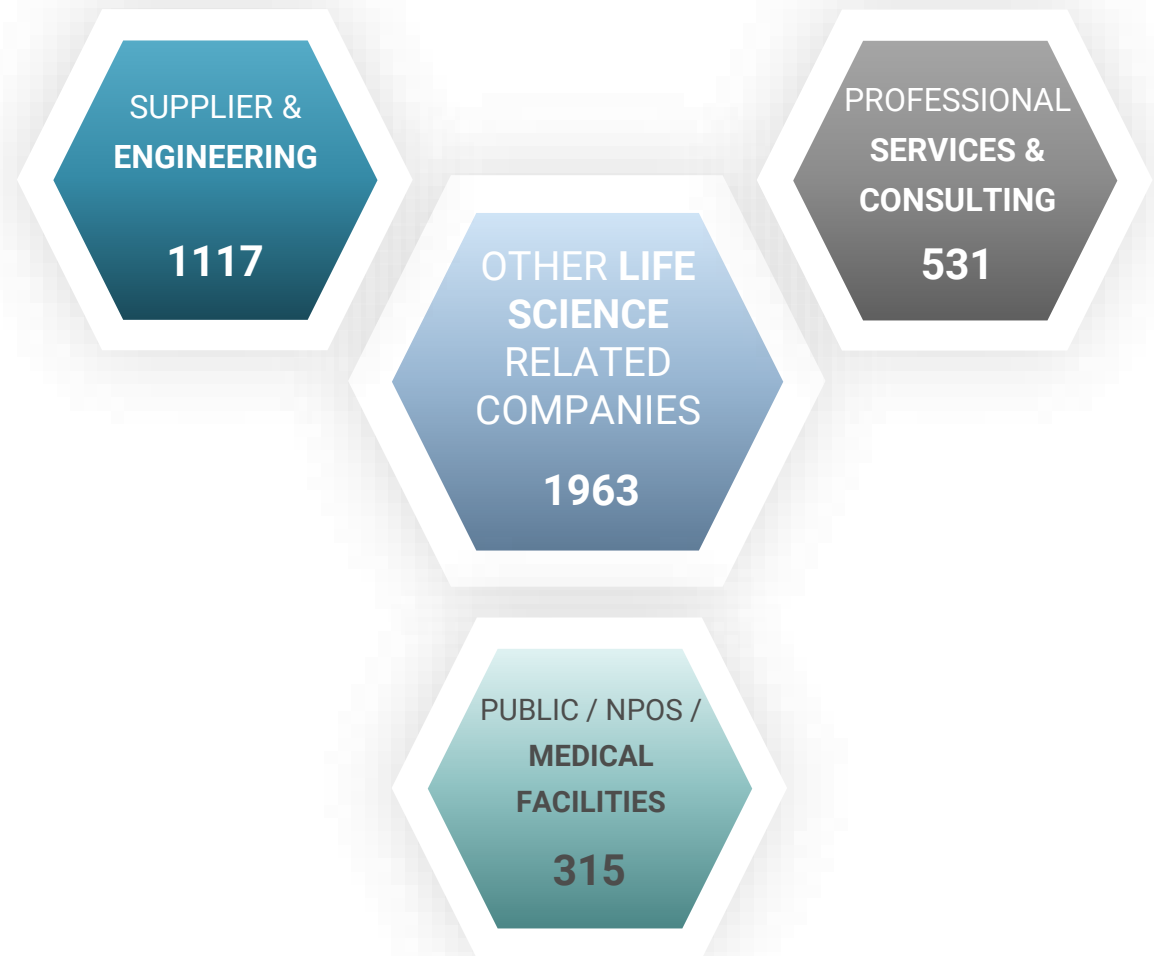 SUPPLIER &
ENGINEERING
1117
PROFESSIONAL
SERVICES &
CONSULTING
531
OTHER LIFE
SCIENCE
RELATED
COMPANIES
1963
PUBLIC / NPOS /
MEDICAL
FACILITIES
315